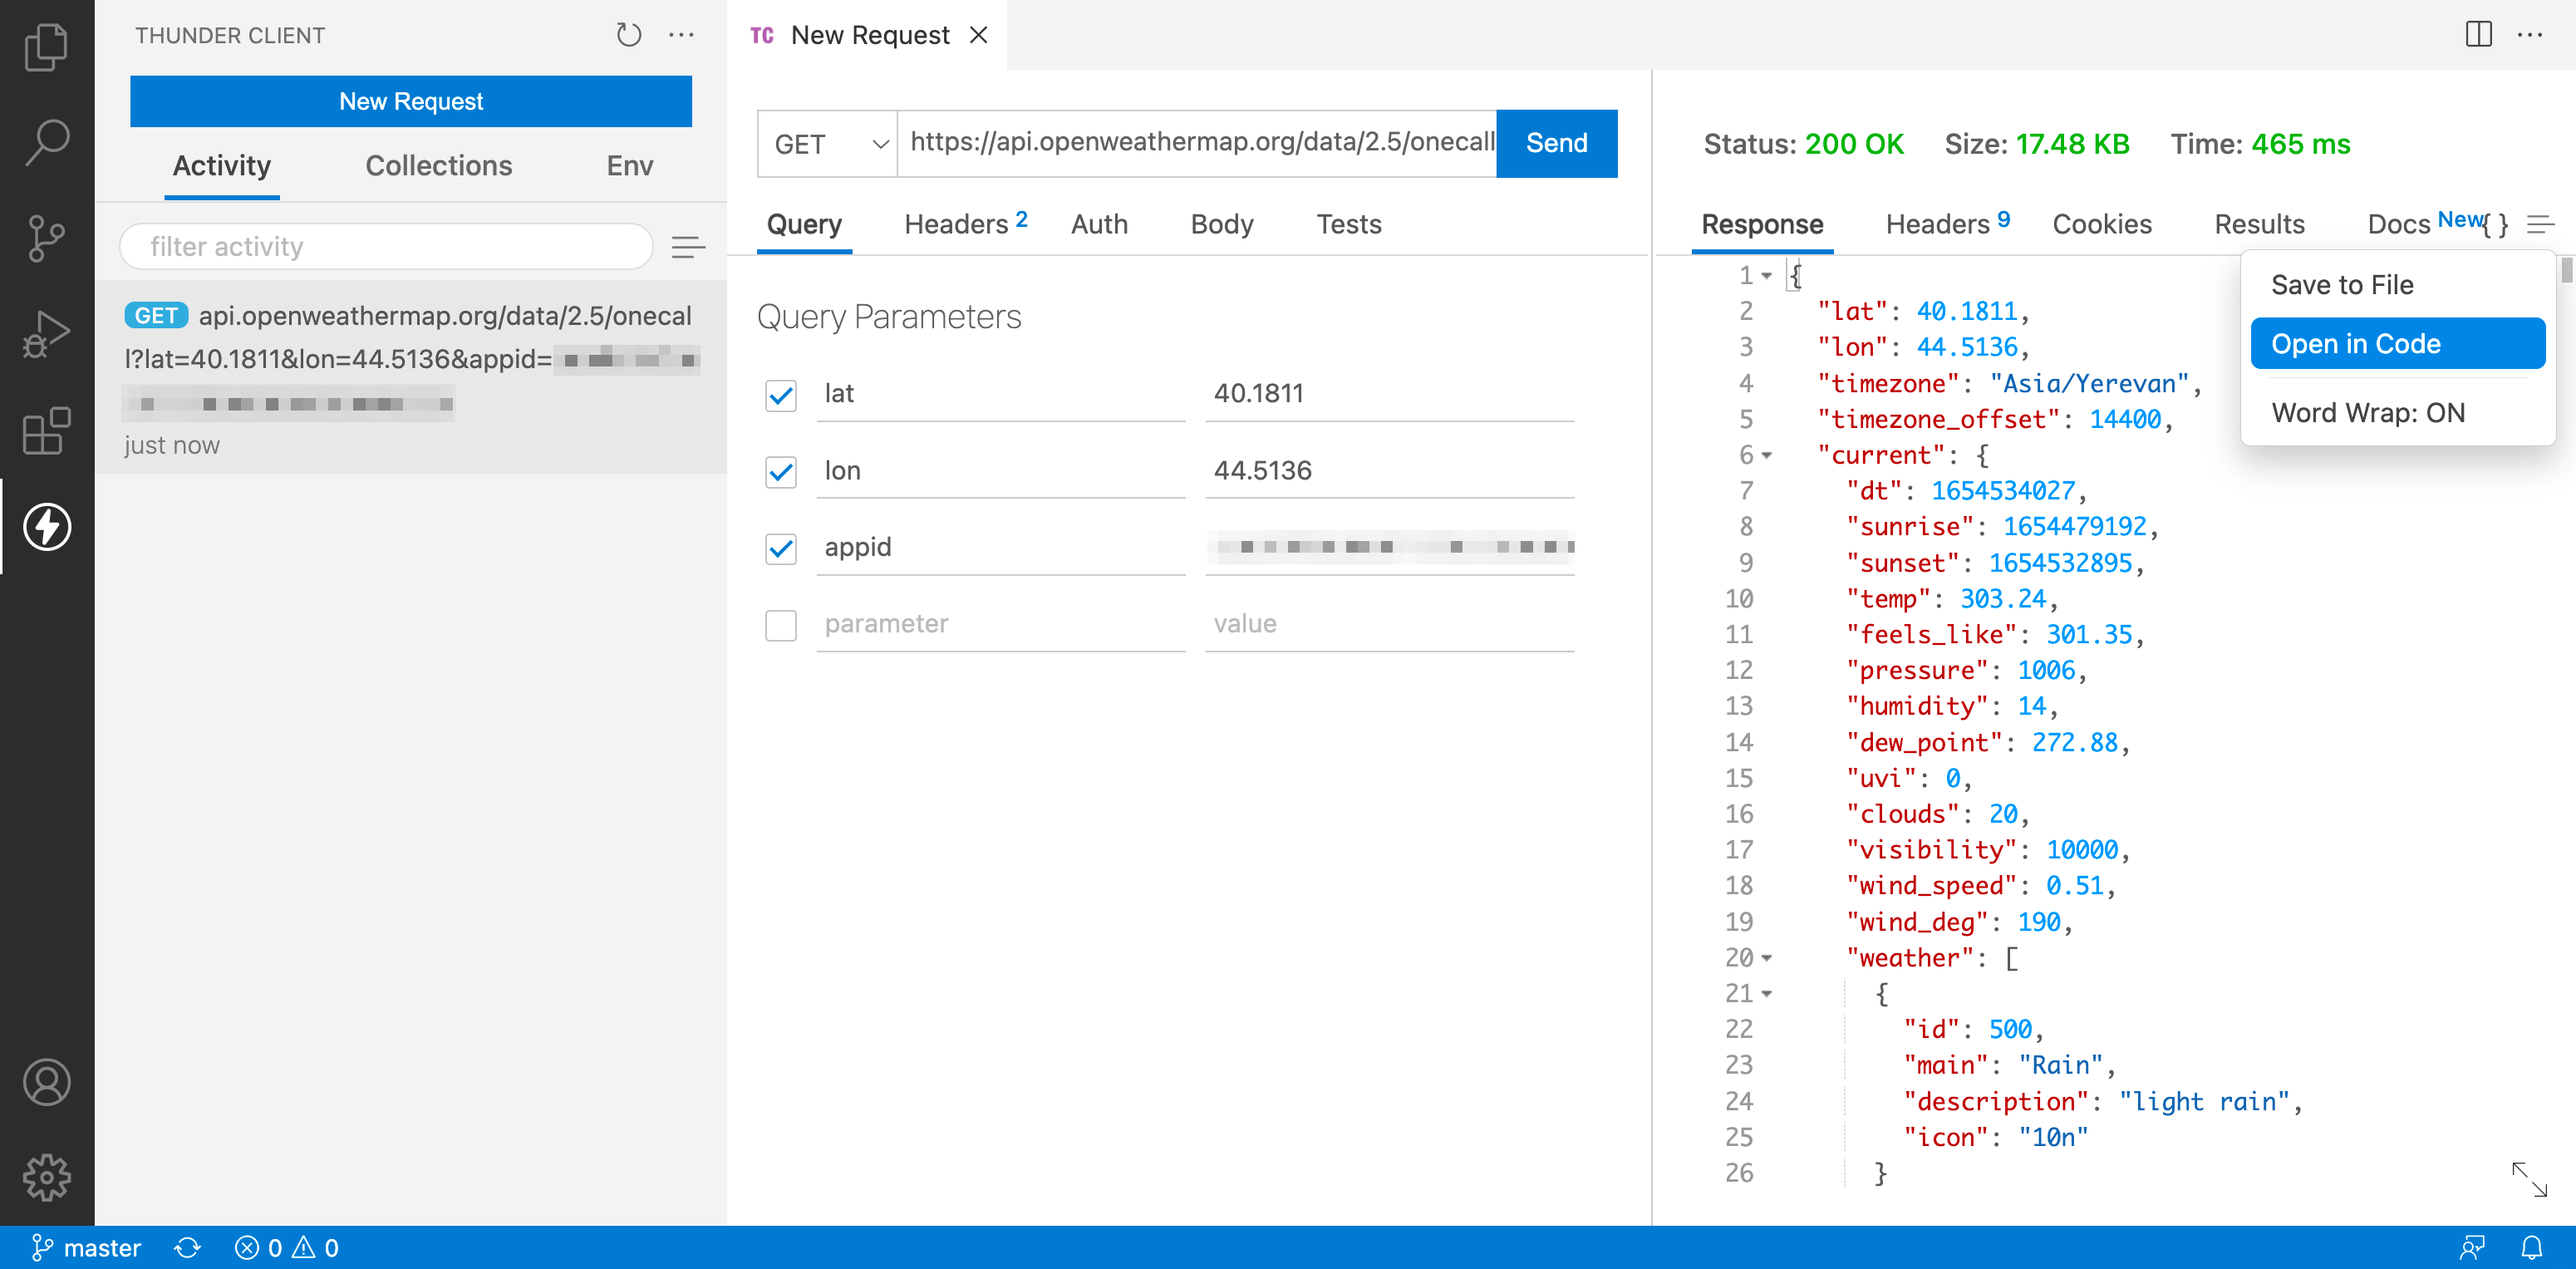 THUNDER CLIENT
New Request
Activity Collections Env
filter activity
GET api.openweathermap.org/data/2.5/onecal
l?lat=40.1811&lon=44.5136&appid=
just now
TC New Request
GET https://api.openweathermap.org/data/2.5/onecall Send
Query Headers 2 Auth Body Tests
Query Parameters
lat 40.1811
lon 44.5136
appid
parameter value
Status: 200 OK Size: 17.48 KB Time: 465 ms
Response Headers 9 Cookies Results Docs New { }
Save to File
Open in Code
Word Wrap: ON
1 {
2 "lat": 40.1811,
3 "lon": 44.5136,
4 "timezone": "Asia/Yerevan",
5 "timezone_offset": 14400,
6 "current": {
7 "dt": 1654534027,
8 "sunrise": 1654479192,
9 "sunset": 1654532895,
10 "temp": 303.24,
11 "feels_like": 301.35,
12 "pressure": 1006,
13 "humidity": 14,
14 "dew_point": 272.88,
15 "uvi": 0,
16 "clouds": 20,
17 "visibility": 10000,
18 "wind_speed": 0.51,
19 "wind_deg": 190,
20 "weather": [
21 {
22 "id": 500,
23 "main": "Rain",
24 "description": "light rain",
25 "icon": "10n"
26 }
master 0 0